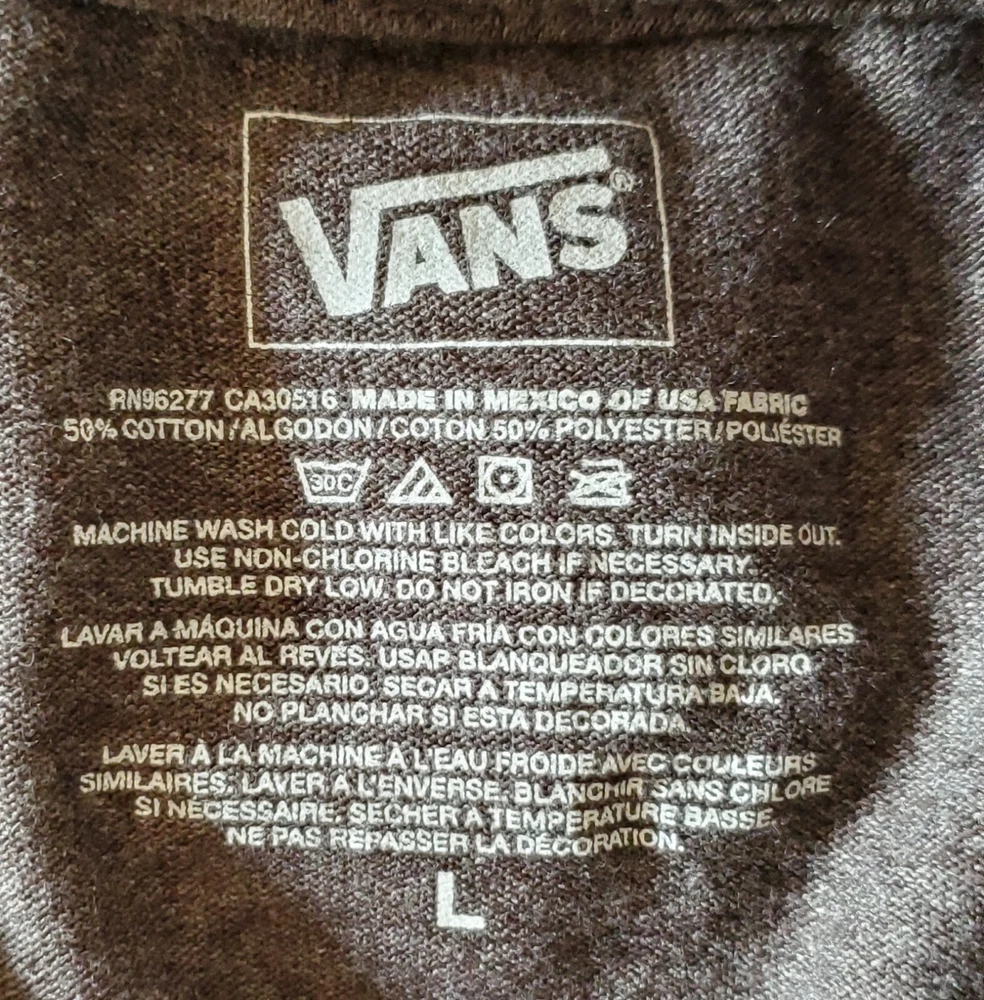 VANS®
RN96277 CA30516 MADE IN MEXICO OF USA FABRIC
50% COTTON/ALGODÓN/COTON 50% POLYESTER/POLIÉSTER
30C
MACHINE WASH COLD WITH LIKE COLORS. TURN INSIDE OUT.
USE NON-CHLORINE BLEACH IF NECESSARY.
TUMBLE DRY LOW. DO NOT IRON IF DECORATED.
LAVAR A MÁQUINA CON AGUA FRÍA CON COLORES SIMILARES
VOLTEAR AL REVÉS. USAR BLANQUEADOR SIN CLORO
SI ES NECESARIO. SECAR A TEMPERATURA BAJA.
NO PLANCHAR SI ESTA DECORADA
LAVER À LA MACHINE À L'EAU FROIDE AVEC COULEURS
SIMILAIRES. LAVER À L'ENVERSE. BLANCHIR SANS CHLORE
SI NÉCESSAIRE. SÉCHER A TEMPERATURE BASSE.
NE PAS REPASSER LA DÉCORATION.
L